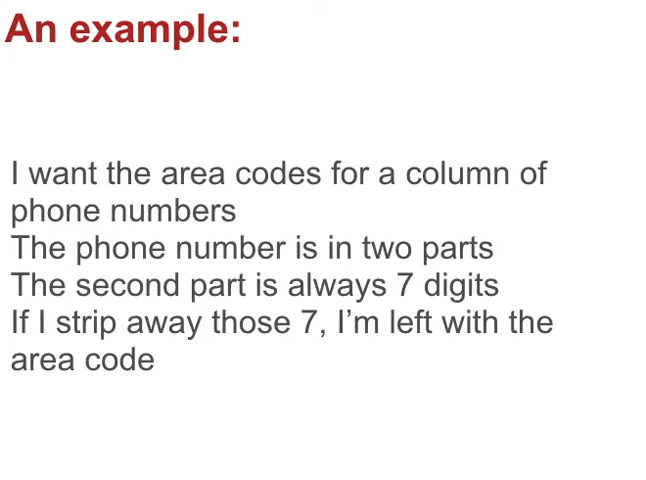 An example:
I want the area codes for a column of
phone numbers
The phone number is in two parts
The second part is always 7 digits
If I strip away those 7, I’m left with the
area code